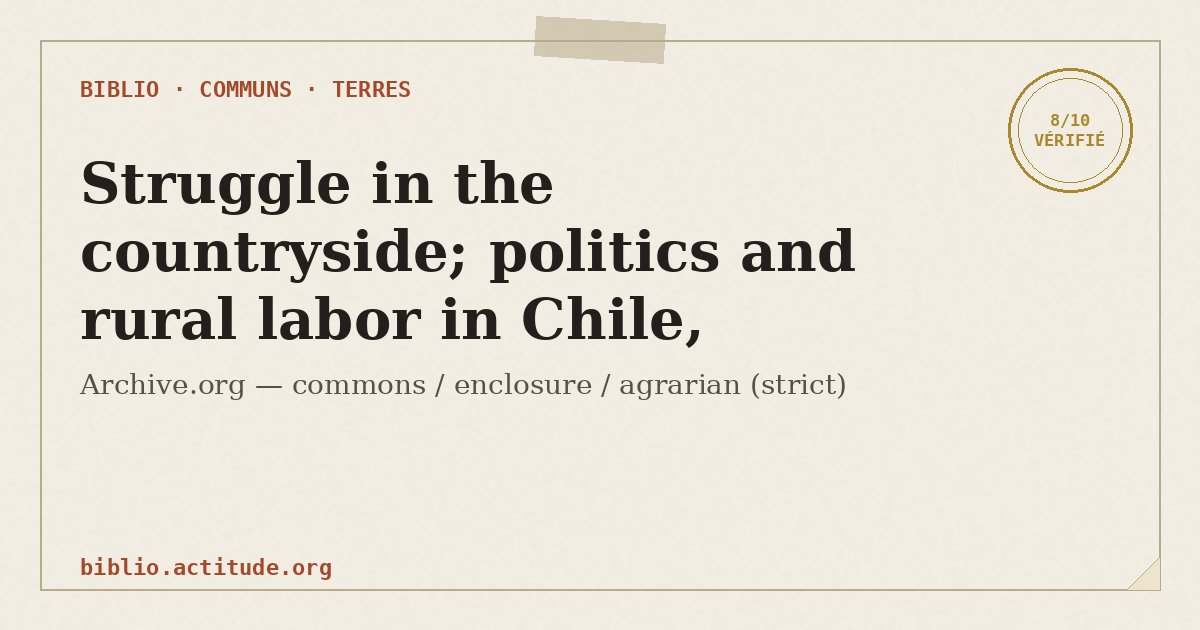 BIBLIO · COMMUNS · TERRES
8/10
VÉRIFIÉ
Struggle in the
countryside; politics and
rural labor in Chile,
Archive.org — commons / enclosure / agrarian (strict)
biblio.actitude.org